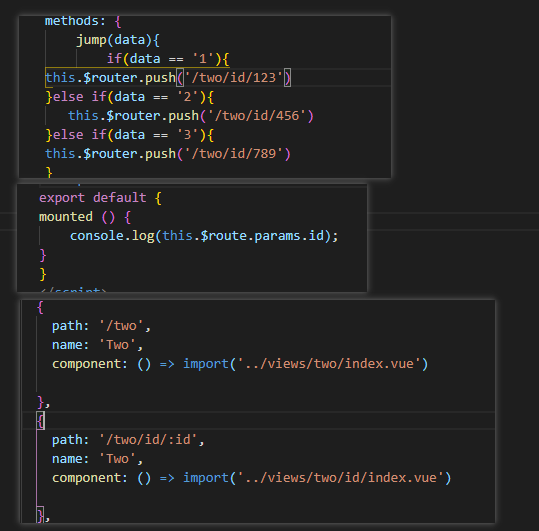 methods: {
jump(data){
if(data == '1'){
this.$router.push('/two/id/123')
}else if(data == '2'){
this.$router.push('/two/id/456')
}else if(data == '3'){
this.$router.push('/two/id/789')
}
export default {
mounted () {
console.log(this.$route.params.id);
}
}
</script>
{
path: '/two',
name: 'Two',
component: () => import('../views/two/index.vue')
},
{
path: '/two/id/:id',
name: 'Two',
component: () => import('../views/two/id/index.vue')
},